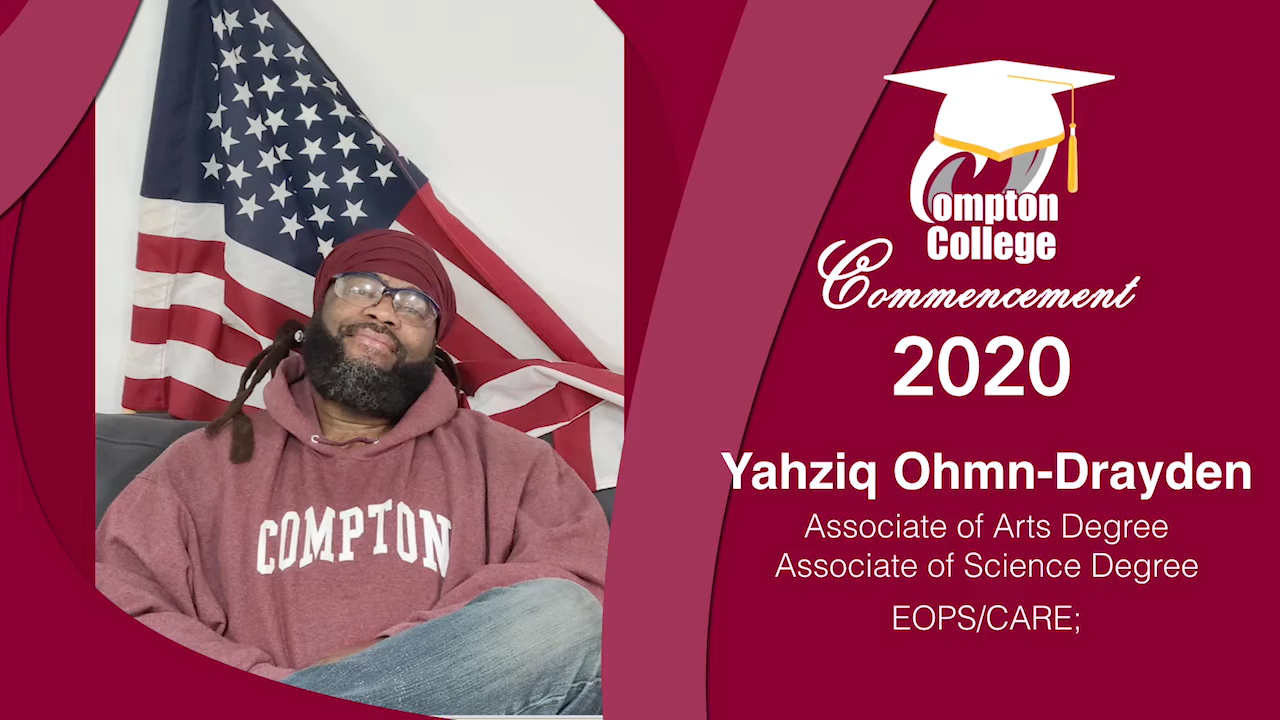 COMPTON
Compton
College
Commencement
2020
Yahziq Ohmn-Drayden
Associate of Arts Degree
Associate of Science Degree
EOPS/CARE;